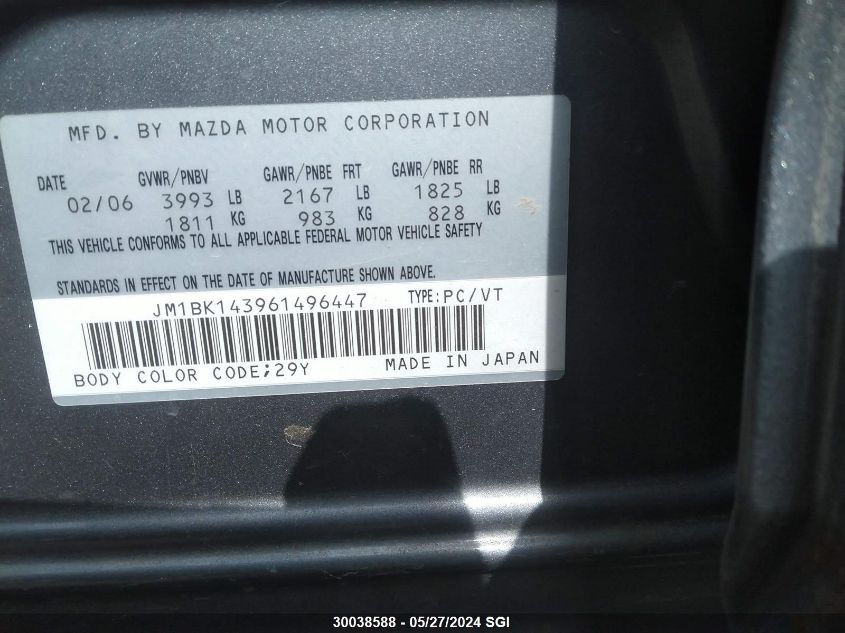 MFD. BY MAZDA MOTOR CORPORATION
DATE GVWR/PNBV GAWR/PNBE FRT GAWR/PNBE RR
02/06 3993 LB 2167 LB 1825 LB
1811 KG 983 KG 828 KG
THIS VEHICLE CONFORMS TO ALL APPLICABLE FEDERAL MOTOR VEHICLE SAFETY
STANDARDS IN EFFECT ON THE DATE OF MANUFACTURE SHOWN ABOVE.
JM1BK143961496447 TYPE:PC/VT
BODY COLOR CODE;29Y MADE IN JAPAN
30038588 - 05/27/2024 SGI